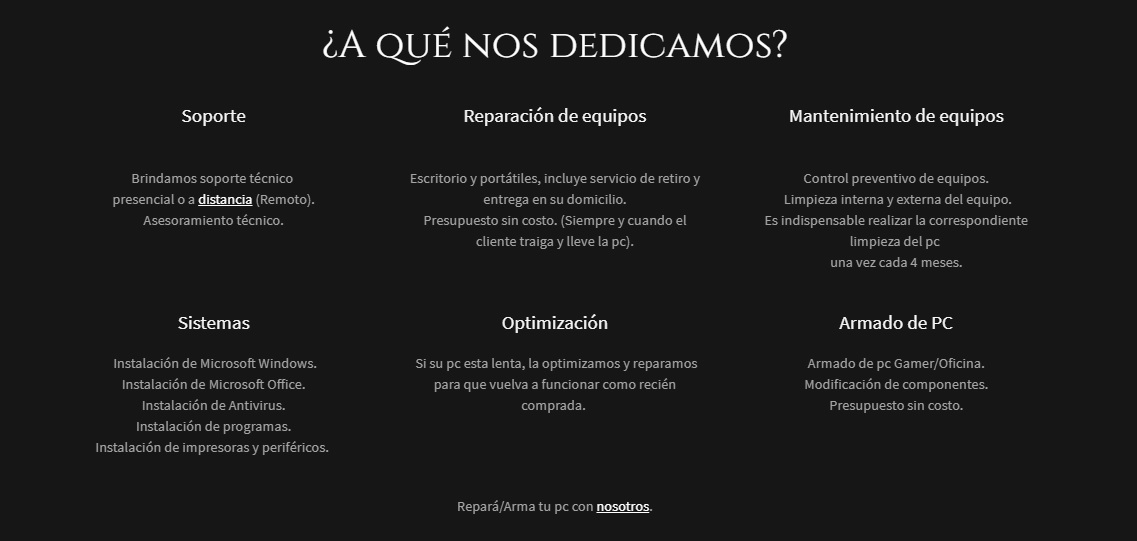 ¿A QUÉ NOS DEDICAMOS?
Soporte
Brindamos soporte técnico
presencial o a distancia (Remoto).
Asesoramiento técnico.
Reparación de equipos
Escritorio y portátiles, incluye servicio de retiro y
entrega en su domicilio.
Presupuesto sin costo. (Siempre y cuando el
cliente traiga y lleve la pc).
Mantenimiento de equipos
Control preventivo de equipos.
Limpieza interna y externa del equipo.
Es indispensable realizar la correspondiente
limpieza del pc
una vez cada 4 meses.
Sistemas
Instalación de Microsoft Windows.
Instalación de Microsoft Office.
Instalación de Antivirus.
Instalación de programas.
Instalación de impresoras y periféricos.
Optimización
Si su pc esta lenta, la optimizamos y reparamos
para que vuelva a funcionar como recién
comprada.
Armado de PC
Armado de pc Gamer/Oficina.
Modificación de componentes.
Presupuesto sin costo.
Repará/Arma tu pc con nosotros.